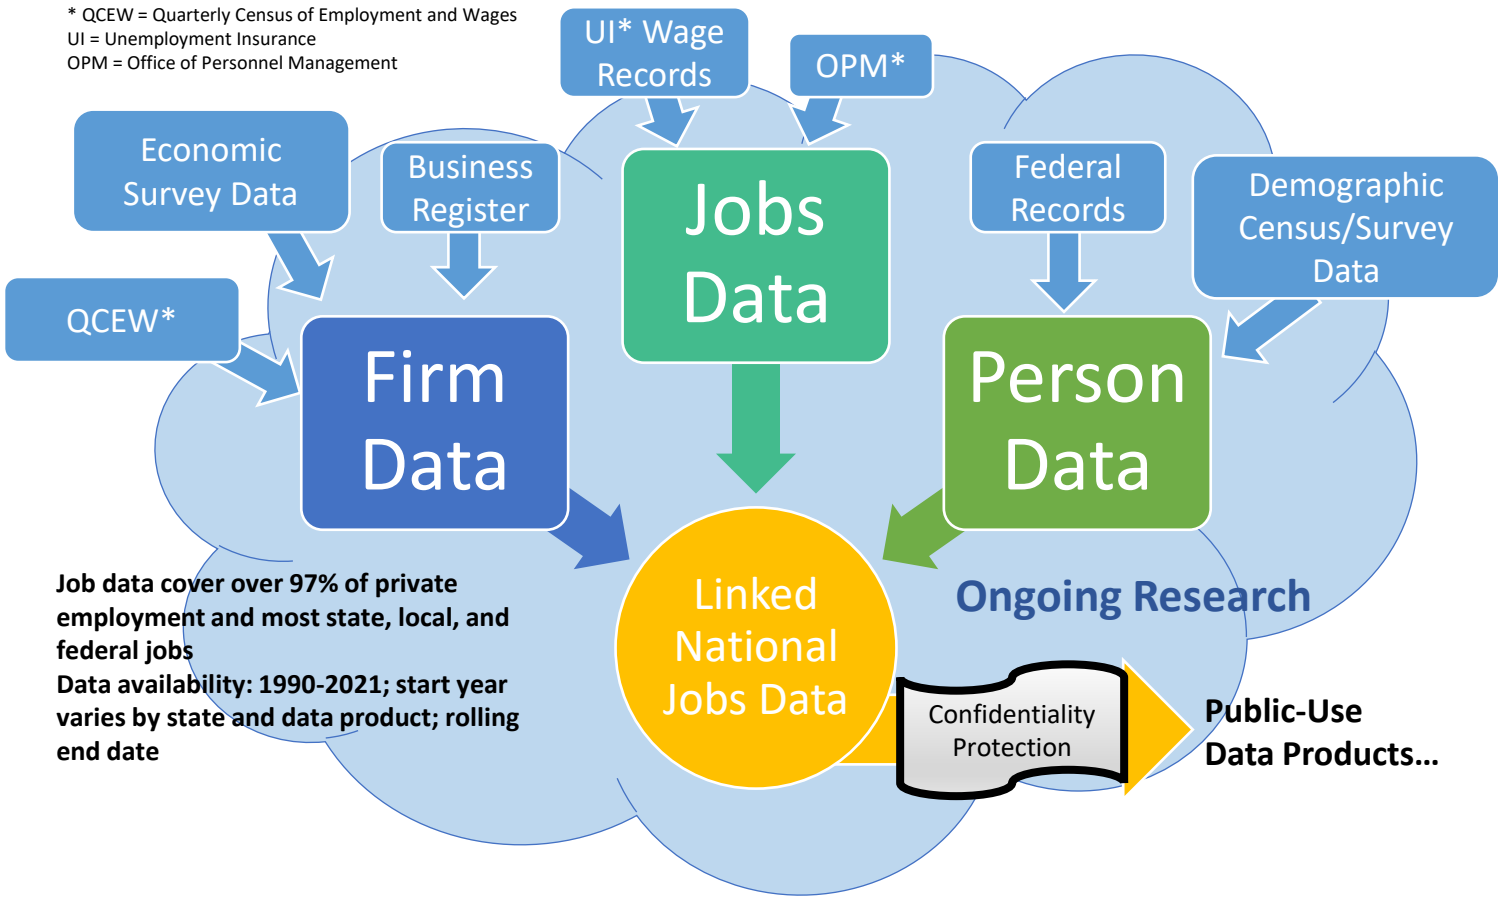 * QCEW = Quarterly Census of Employment and Wages
UI = Unemployment Insurance
OPM = Office of Personnel Management
UI* Wage
Records
OPM*
Economic
Survey Data
Business
Register
Jobs
Data
Federal
Records
Demographic
Census/Survey
Data
QCEW*
Firm
Data
Person
Data
Job data cover over 97% of private
employment and most state, local, and
federal jobs
Data availability: 1990-2021; start year
varies by state and data product; rolling
end date
Linked
National
Jobs Data
Ongoing Research
Confidentiality
Protection
Public-Use
Data Products…